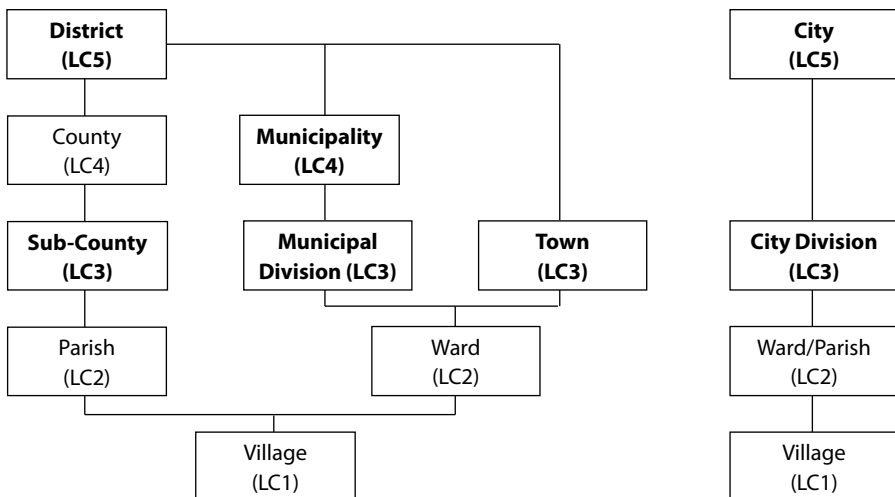 District
(LC5)
City
(LC5)
County
(LC4)
Municipality
(LC4)
Sub-County
(LC3)
Municipal
Division (LC3)
Town
(LC3)
City Division
(LC3)
Parish
(LC2)
Ward
(LC2)
Ward/Parish
(LC2)
Village
(LC1)
Village
(LC1)